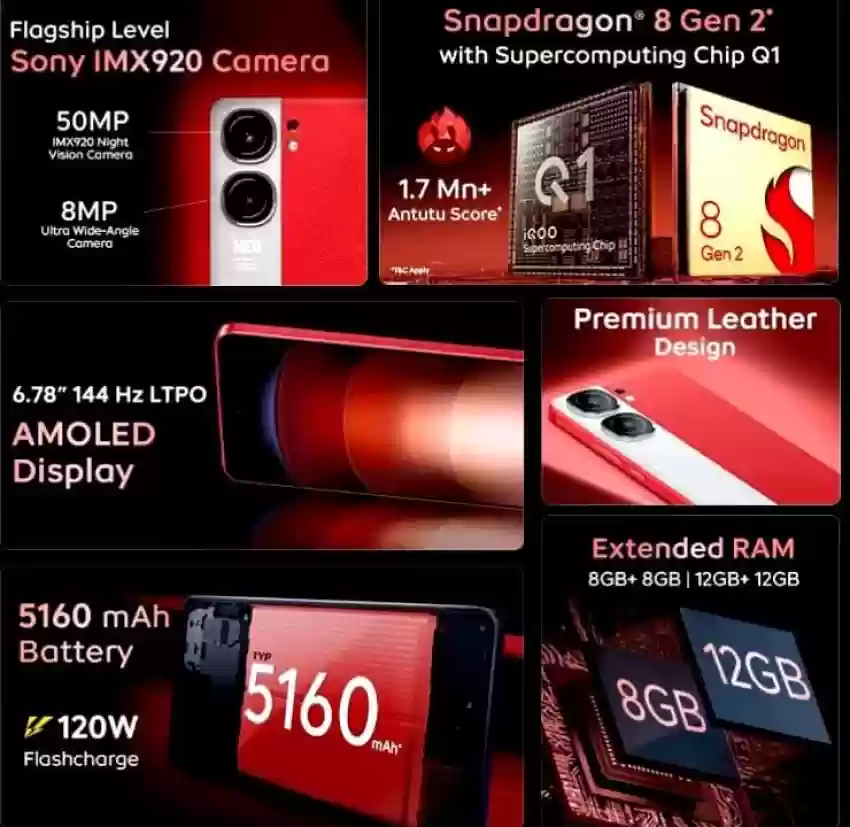 Flagship Level
Sony IMX920 Camera
50MP
IMX920 Night
Vision Camera
8MP
Ultra Wide-Angle
Camera
NEO
Snapdragon® 8 Gen 2*
with Supercomputing Chip Q1
1.7 Mn+
Antutu Score*
*T&C Apply
Q1
iQOO
Supercomputing Chip
Snapdragon
8
Gen 2
6.78” 144 Hz LTPO
AMOLED
Display
Premium Leather
Design
5160 mAh
Battery
120W
Flashcharge
TYP
5160
mAh*
Extended RAM
8GB+ 8GB | 12GB+ 12GB
8GB
12GB